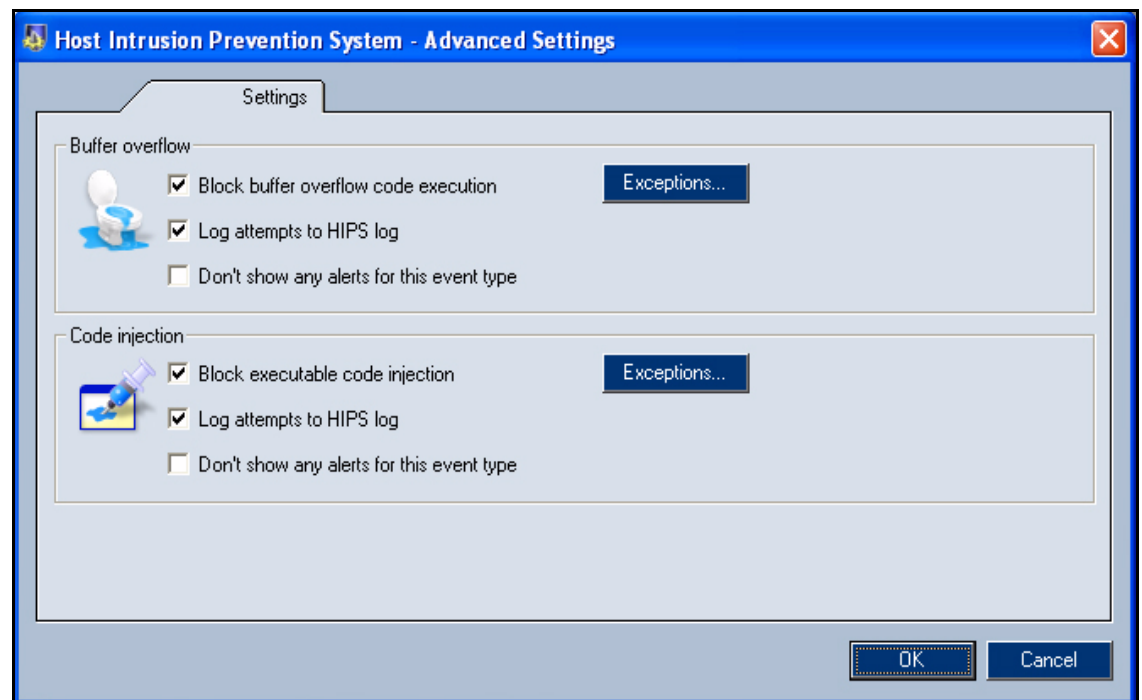 Host Intrusion Prevention System - Advanced Settings
Settings
Buffer overflow
Block buffer overflow code execution
Exceptions...
Log attempts to HIPS log
Don't show any alerts for this event type
Code injection
Block executable code injection
Exceptions...
Log attempts to HIPS log
Don't show any alerts for this event type
OK
Cancel